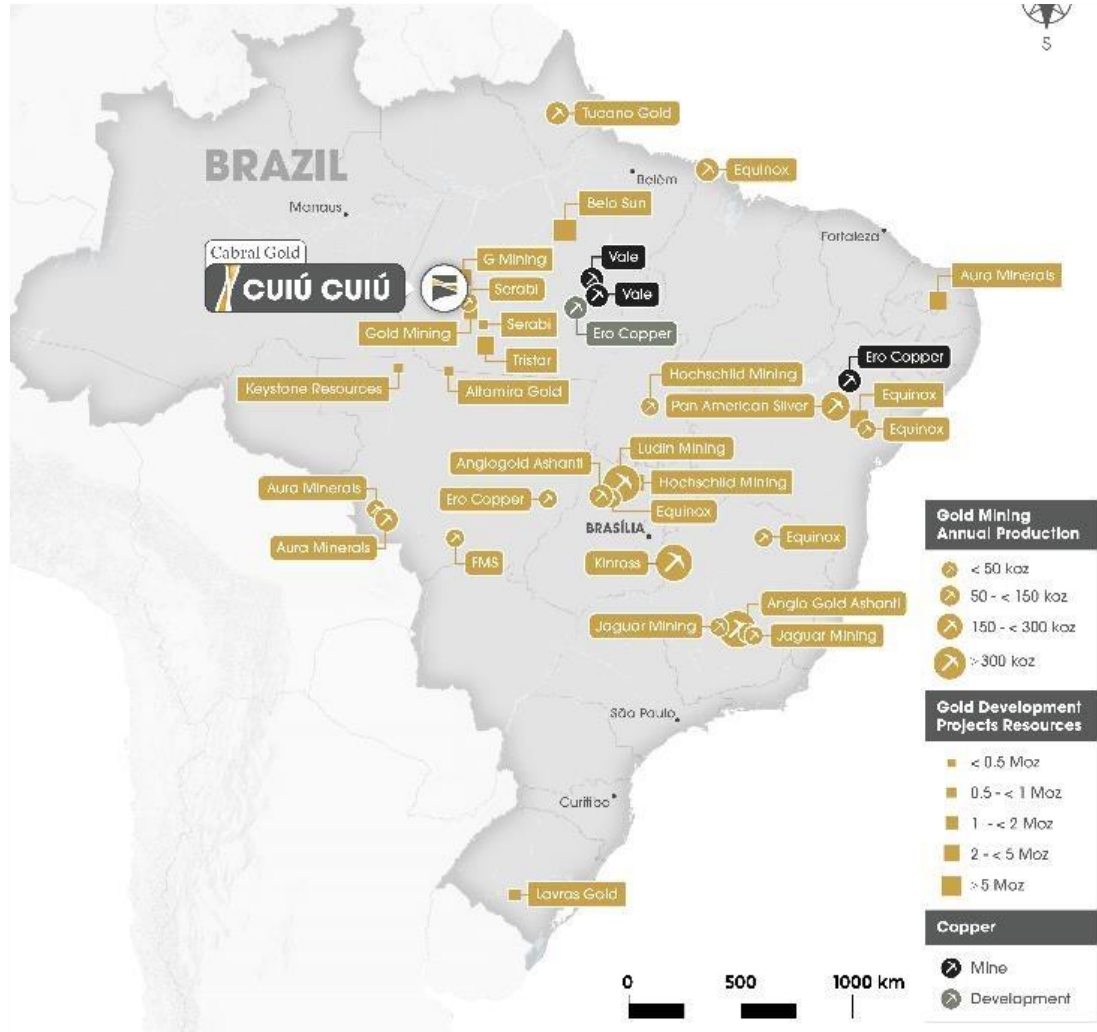 S
Tucano Gold
BRAZIL
Belém
Equinox
Manaus
Belo Sun
Fortaleza
Cabral Gold
CUIÚ CUIÚ
G Mining
Vale
Serabi
Vale
Aura Minerals
Gold Mining
Serabi
Ero Copper
Tristar
Ero Copper
Keystone Resources
Altamira Gold
Hochschild Mining
Equinox
Pan American Silver
Equinox
Ludin Mining
Anglogold Ashanti
Aura Minerals
Ero Copper
Hochschild Mining
Equinox
BRASÍLIA
Aura Minerals
FMS
Equinox
Kinross
Anglo Gold Ashanti
Jaguar Mining
Jaguar Mining
São Paulo
Curitiba
Lavras Gold
Gold Mining
Annual Production
< 50 koz
50 - < 150 koz
150 - < 300 koz
>300 koz
Gold Development
Projects Resources
< 0.5 Moz
0.5 - < 1 Moz
1 - < 2 Moz
2 - < 5 Moz
>5 Moz
Copper
Mine
Development
0 500 1000 km